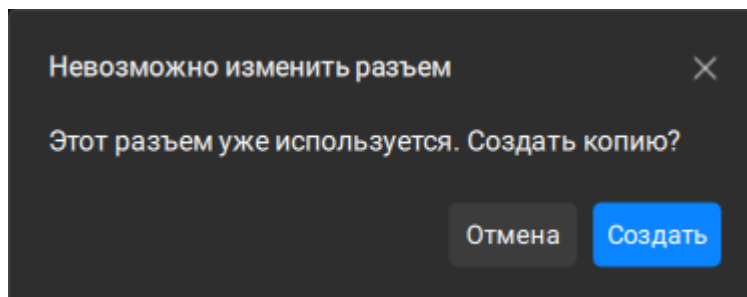 Невозможно изменить разъем
Этот разъем уже используется. Создать копию?
Отмена Создать